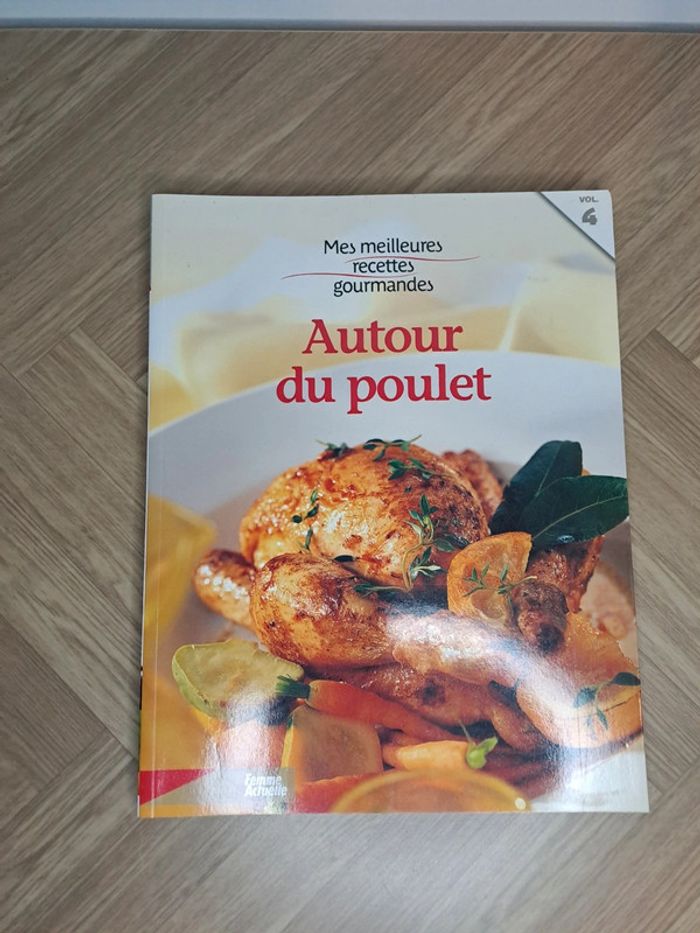 VOL.
4
Mes meilleures
recettes
gourmandes
Autour
du poulet
Femme
Actuelle